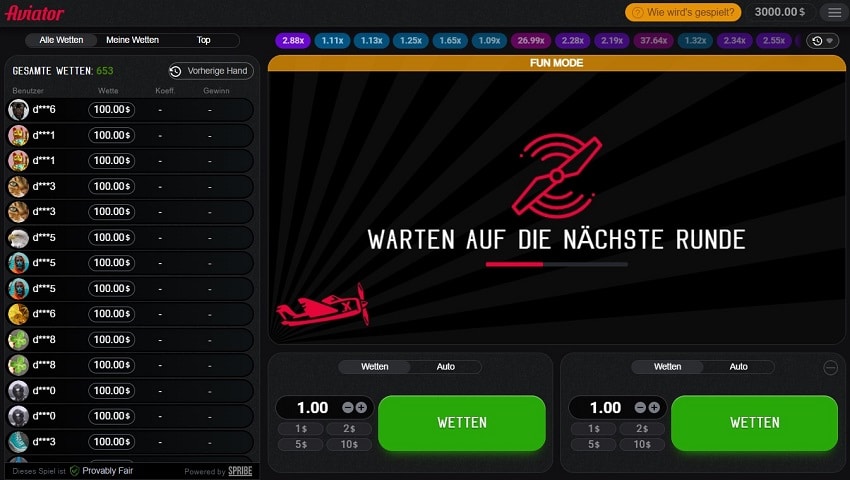 Aviator
Wie wird's gespielt?
3000.00 $
Alle Wetten Meine Wetten Top
2.88x 1.11x 1.13x 1.25x 1.65x 1.09x 26.99x 2.28x 2.19x 37.64x 1.32x 2.34x 2.55x
GESAMTE WETTEN: 653
Vorherige Hand
FUN MODE
Benutzer Wette Koeff. Gewinn
d***6 100.00$ - -
d***1 100.00$ - -
d***1 100.00$ - -
d***3 100.00$ - -
d***3 100.00$ - -
d***5 100.00$ - -
d***5 100.00$ - -
d***5 100.00$ - -
d***6 100.00$ - -
d***8 100.00$ - -
d***8 100.00$ - -
d***0 100.00$ - -
d***0 100.00$ - -
d***3 100.00$ - -
Dieses Spiel ist Provably Fair
Powered by SPRIBE
WARTEN AUF DIE NÄCHSTE RUNDE
X
Wetten Auto
1.00
1$ 2$
5$ 10$
WETTEN
Wetten Auto
1.00
1$ 2$
5$ 10$
WETTEN